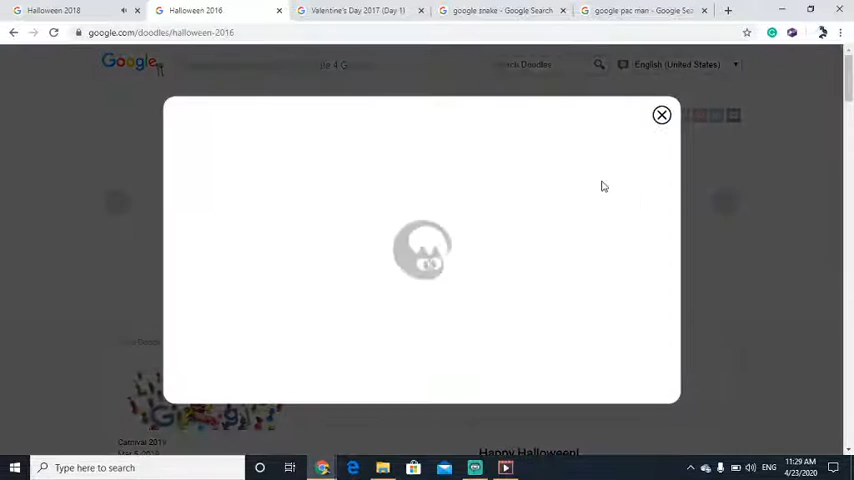 Halloween 2018
Halloween 2016
Valentine's Day 2017 (Day 1)
google snake - Google Search
google pac man - Google Sea
google.com/doodles/halloween-2016
Google
Search Doodles
English (United States)
Carnival 2019
Happy Halloween!
Type here to search
ENG
11:29 AM
4/23/2020